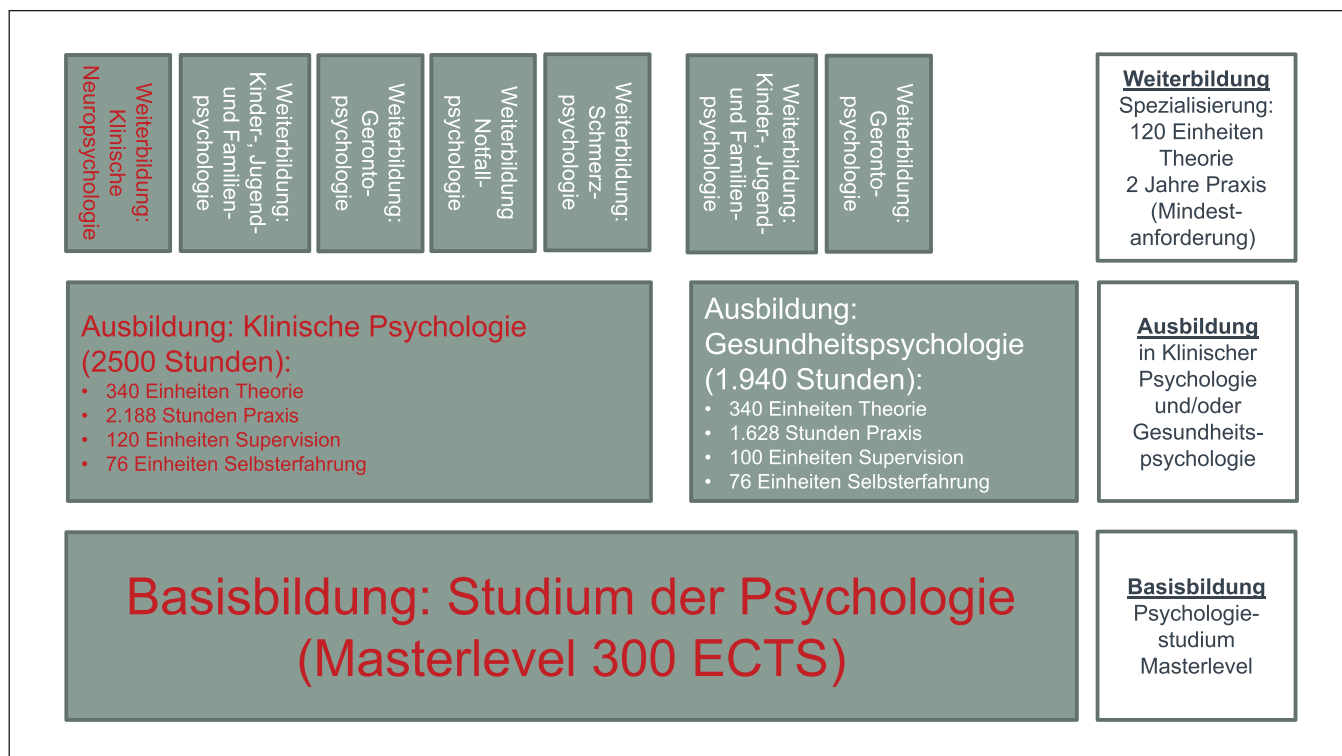 Weiterbildung:
Klinische
Neuropsychologie
Weiterbildung:
Kinder-, Jugend-
und Familien-
psychologie
Weiterbildung:
Geronto-
psychologie
Weiterbildung
Notfall-
psychologie
Weiterbildung:
Schmerz-
psychologie
Weiterbildung:
Kinder-, Jugend-
und Familien-
psychologie
Weiterbildung:
Geronto-
psychologie
Weiterbildung
Spezialisierung:
120 Einheiten
Theorie
2 Jahre Praxis
(Mindest-
anforderung)
Ausbildung: Klinische Psychologie
(2500 Stunden):
• 340 Einheiten Theorie
• 2.188 Stunden Praxis
• 120 Einheiten Supervision
• 76 Einheiten Selbsterfahrung
Ausbildung:
Gesundheitspsychologie
(1.940 Stunden):
• 340 Einheiten Theorie
• 1.628 Stunden Praxis
• 100 Einheiten Supervision
• 76 Einheiten Selbsterfahrung
Ausbildung
in Klinischer
Psychologie
und/oder
Gesundheits-
psychologie
Basisbildung: Studium der Psychologie
(Masterlevel 300 ECTS)
Basisbildung
Psychologie-
studium
Masterlevel